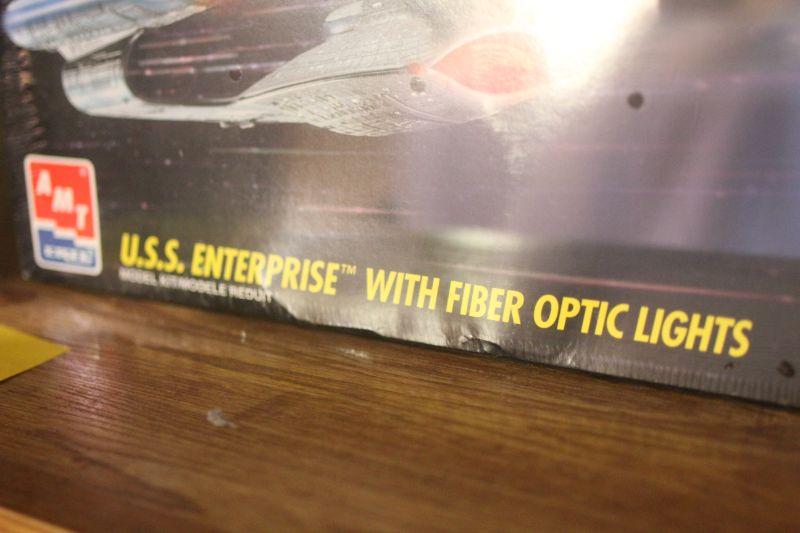 AMT
U.S.S. ENTERPRISE™ WITH FIBER OPTIC LIGHTS
MODEL KIT/MODELE REDUIT